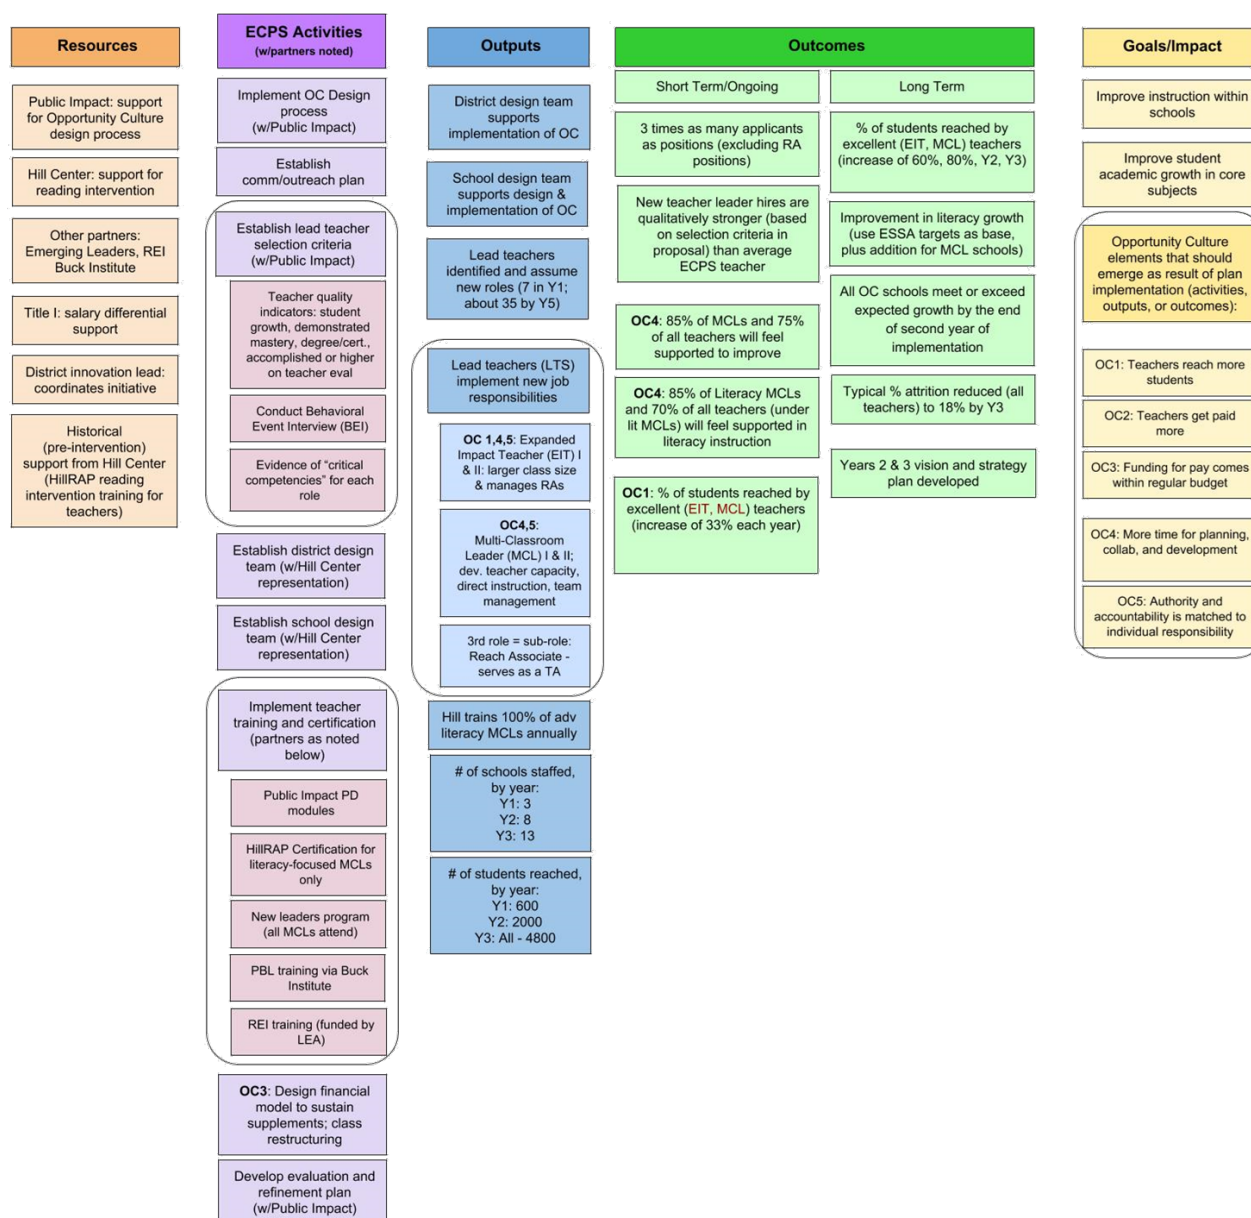 Resources
Public Impact: support
for Opportunity Culture
design process
Hill Center: support for
reading intervention
Other partners:
Emerging Leaders, REI
Buck Institute
Title I: salary differential
support
District innovation lead:
coordinates initiative
Historical
(pre-intervention)
support from Hill Center
(HillRAP reading
intervention training for
teachers)
ECPS Activities
(w/partners noted)
Implement OC Design
process
(w/Public Impact)
Establish
comm/outreach plan
Establish lead teacher
selection criteria
(w/Public Impact)
Teacher quality
indicators: student
growth, demonstrated
mastery, degree/cert.,
accomplished or higher
on teacher eval
Conduct Behavioral
Event Interview (BEI)
Evidence of “critical
competencies” for each
role
Establish district design
team (w/Hill Center
representation)
Establish school design
team (w/Hill Center
representation)
Implement teacher
training and certification
(partners as noted
below)
Public Impact PD
modules
HillRAP Certification for
literacy-focused MCLs
only
New leaders program
(all MCLs attend)
PBL training via Buck
Institute
REI training (funded by
LEA)
OC3: Design financial
model to sustain
supplements; class
restructuring
Develop evaluation and
refinement plan
(w/Public Impact)
Outputs
District design team
supports
implementation of OC
School design team
supports design &
implementation of OC
Lead teachers
identified and assume
new roles (7 in Y1;
about 35 by Y5)
Lead teachers (LTS)
implement new job
responsibilities
OC 1,4,5: Expanded
Impact Teacher (EIT) I
& II: larger class size
& manages RAs
OC4,5:
Multi-Classroom
Leader (MCL) I & II;
dev. teacher capacity,
direct instruction, team
management
3rd role = sub-role:
Reach Associate -
serves as a TA
Hill trains 100% of adv
literacy MCLs annually
# of schools staffed,
by year:
Y1: 3
Y2: 8
Y3: 13
# of students reached,
by year:
Y1: 600
Y2: 2000
Y3: All - 4800
Outcomes
Short Term/Ongoing
3 times as many applicants
as positions (excluding RA
positions)
New teacher leader hires are
qualitatively stronger (based
on selection criteria in
proposal) than average
ECPS teacher
OC4: 85% of MCLs and 75%
of all teachers will feel
supported to improve
OC4: 85% of Literacy MCLs
and 70% of all teachers (under
lit MCLs) will feel supported in
literacy instruction
OC1: % of students reached by
excellent (EIT, MCL) teachers
(increase of 33% each year)
Long Term
% of students reached by
excellent (EIT, MCL) teachers
(increase of 60%, 80%, Y2, Y3)
Improvement in literacy growth
(use ESSA targets as base,
plus addition for MCL schools)
All OC schools meet or exceed
expected growth by the end
of second year of
implementation
Typical % attrition reduced (all
teachers) to 18% by Y3
Years 2 & 3 vision and strategy
plan developed
Goals/Impact
Improve instruction within
schools
Improve student
academic growth in core
subjects
Opportunity Culture
elements that should
emerge as result of plan
implementation (activities,
outputs, or outcomes):
OC1: Teachers reach more
students
OC2: Teachers get paid
more
OC3: Funding for pay comes
within regular budget
OC4: More time for planning,
collab, and development
OC5: Authority and
accountability is matched to
individual responsibility